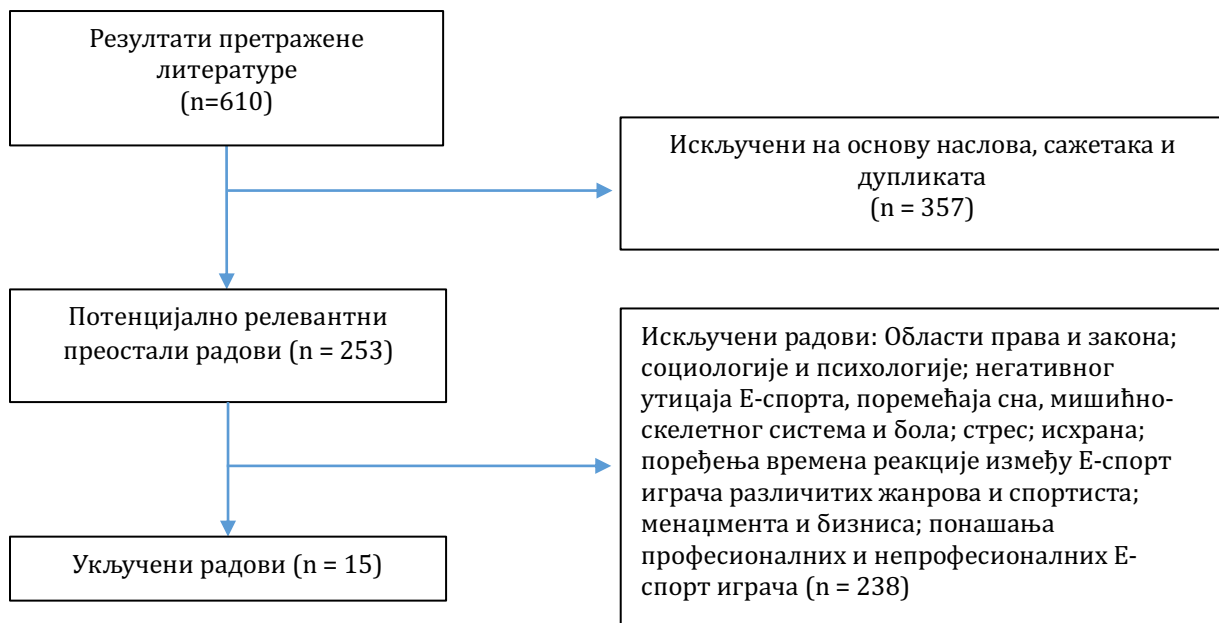 Резултати претражене
литературе
(n=610)
Искључени на основу наслова, сажетака и
дупликата
(n = 357)
Потенцијално релевантни
преостали радови (n = 253)
Искључени радови: Области права и закона;
социологије и психологије; негативног
утицаја Е-спорта, поремећаја сна, мишићно-
скелетног система и бола; стрес; исхрана;
поређења времена реакције између Е-спорт
играча различитих жанрова и спортиста;
менаџмента и бизниса; понашања
професионалних и непрофесионалних Е-
спорт играча (n = 238)
Укључени радови (n = 15)